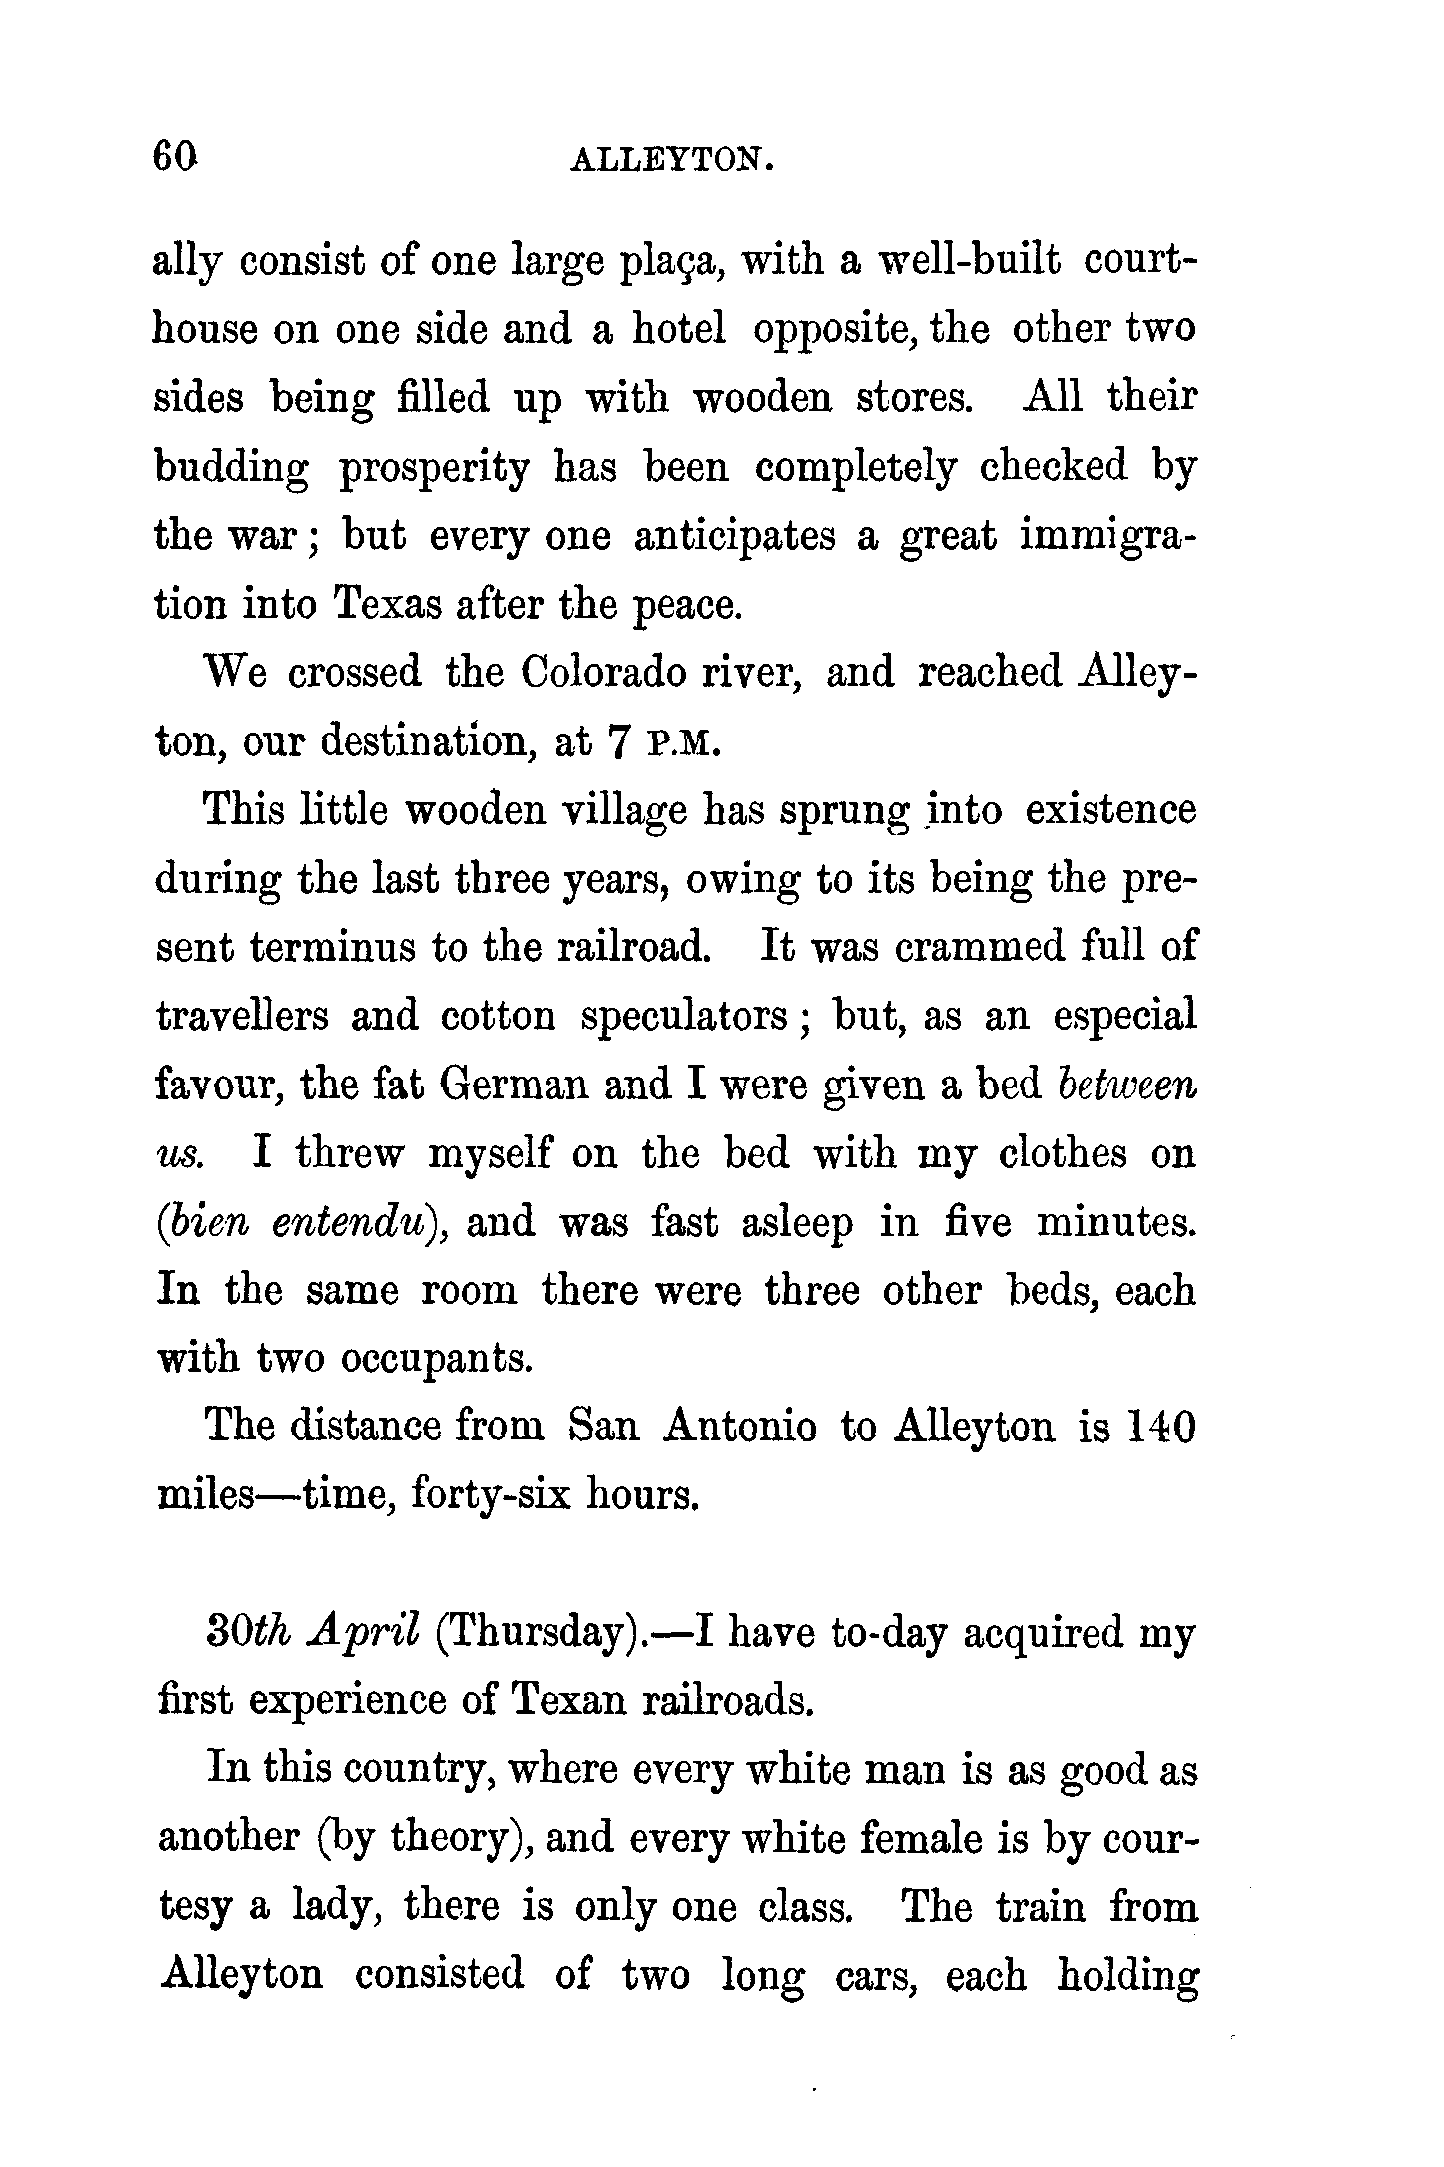 60 ALLEYTON.
ally consist of one large plaça, with a well-built court-
house on one side and a hotel opposite, the other two
sides being filled up with wooden stores. All their
budding prosperity has been completely checked by
the war ; but every one anticipates a great immigra-
tion into Texas after the peace.
We crossed the Colorado river, and reached Alley-
ton, our destination, at 7 P.M.
This little wooden village has sprung into existence
during the last three years, owing to its being the pre-
sent terminus to the railroad. It was crammed full of
travellers and cotton speculators ; but, as an especial
favour, the fat German and I were given a bed between
us. I threw myself on the bed with my clothes on
(bien entendu), and was fast asleep in five minutes.
In the same room there were three other beds, each
with two occupants.
The distance from San Antonio to Alleyton is 140
miles—time, forty-six hours.
30th April (Thursday).—I have to-day acquired my
first experience of Texan railroads.
In this country, where every white man is as good as
another (by theory), and every white female is by cour-
tesy a lady, there is only one class. The train from
Alleyton consisted of two long cars, each holding